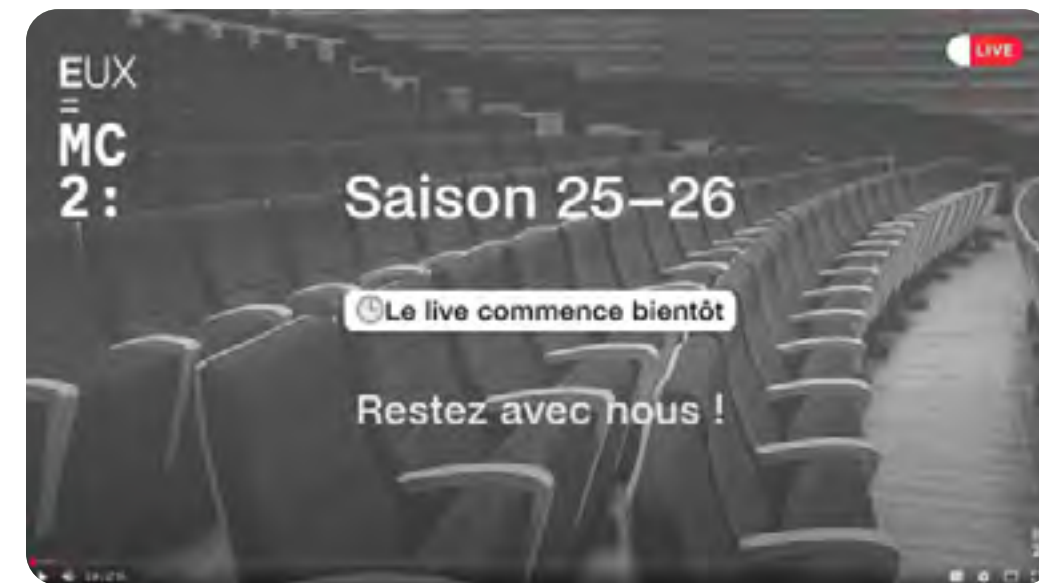 EUX
=
MC
2:
LIVE
Saison 25–26
🕒Le live commence bientôt
Restez avec nous !